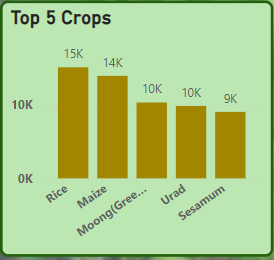 Top 5 Crops
15K
14K
10K
10K
9K
10K
0K
Rice
Maize
Moong(Gree...
Urad
Sesamum